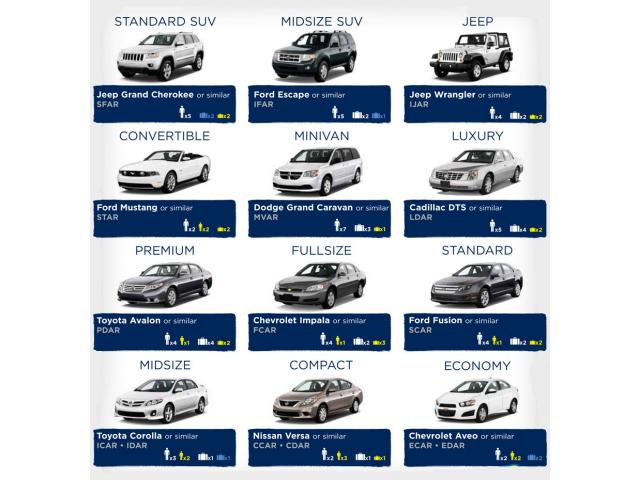 STANDARD SUV
MIDSIZE SUV
JEEP
Jeep Grand Cherokee or similar
SFAR
x5 x3 x2
Ford Escape or similar
IFAR
x5 x2 x1
Jeep Wrangler or similar
IJAR
x4 x2 x2
CONVERTIBLE
MINIVAN
LUXURY
Ford Mustang or similar
STAR
x2 x2 x2
Dodge Grand Caravan or similar
MVAR
x7 x3 x1
Cadillac DTS or similar
LDAR
x5 x4 x2
PREMIUM
FULLSIZE
STANDARD
Toyota Avalon or similar
PDAR
x4 x1 x4 x2
Chevrolet Impala or similar
FCAR
x4 x1 x2 x3
Ford Fusion or similar
SCAR
x4 x1 x2 x2
MIDSIZE
COMPACT
ECONOMY
Toyota Corolla or similar
ICAR • IDAR
x3 x2 x1 x1
Nissan Versa or similar
CCAR • CDAR
x2 x3 x1 x1
Chevrolet Aveo or similar
ECAR • EDAR
x2 x2 x1 x1